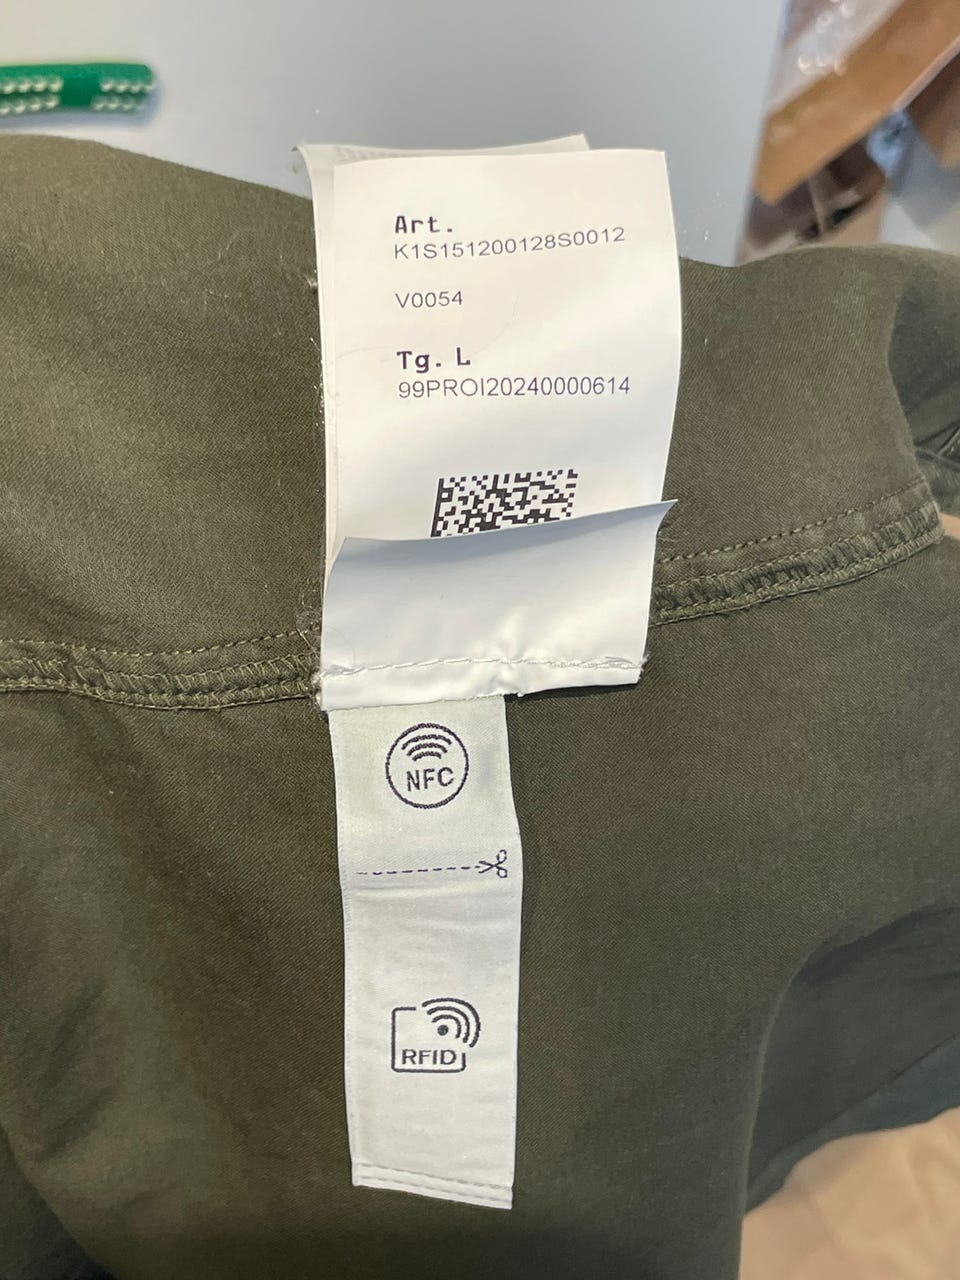 Art.
K1S151200128S0012
V0054
Tg. L
99PROI20240000614
NFC
RFID